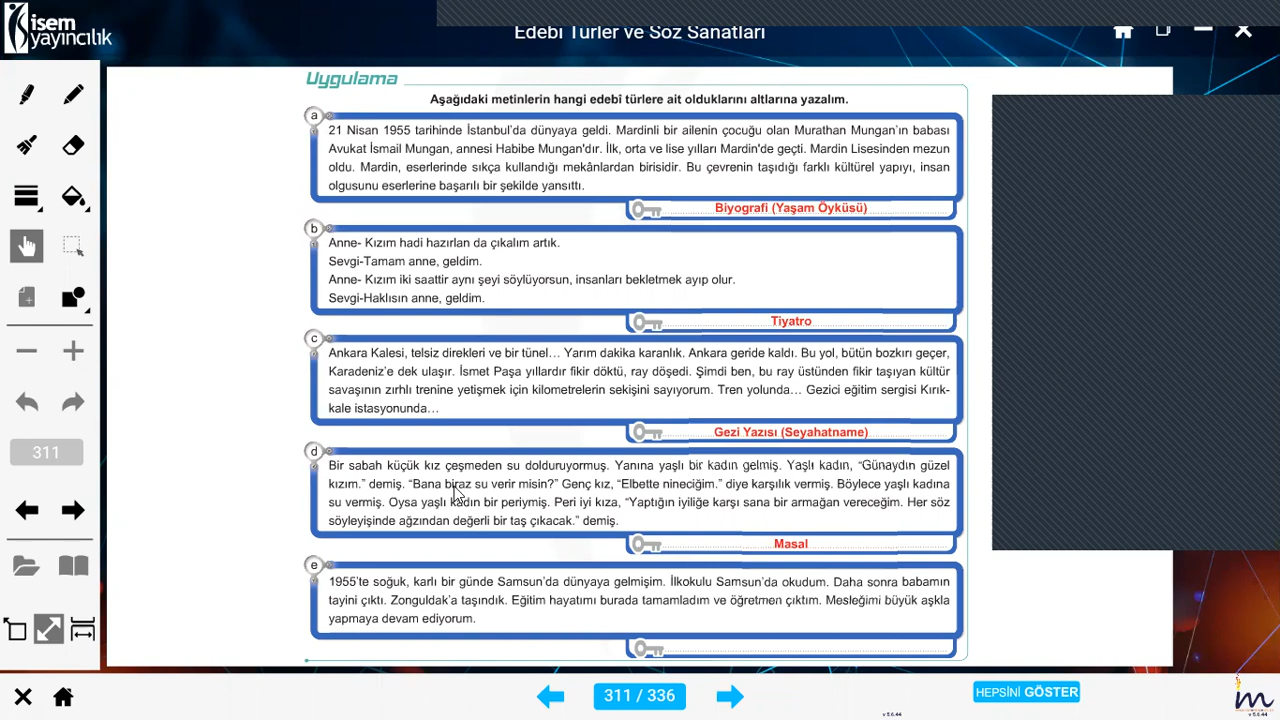 isem
yayıncılık
Edebî Türler ve Söz Sanatları
Uygulama
Aşağıdaki metinlerin hangi edebî türlere ait olduklarını altlarına yazalım.
a
21 Nisan 1955 tarihinde İstanbul'da dünyaya geldi. Mardinli bir ailenin çocuğu olan Murathan Mungan'ın babası
Avukat İsmail Mungan, annesi Habibe Mungan'dır. İlk, orta ve lise yılları Mardin'de geçti. Mardin Lisesinden mezun
oldu. Mardin, eserlerinde sıkça kullandığı mekânlardan birisidir. Bu çevrenin taşıdığı farklı kültürel yapıyı, insan
olgusunu eserlerine başarılı bir şekilde yansıttı.
Biyografi (Yaşam Öyküsü)
b
Anne- Kızım hadi hazırlan da çıkalım artık.
Sevgi-Tamam anne, geldim.
Anne- Kızım iki saattir aynı şeyi söylüyorsun, insanları bekletmek ayıp olur.
Sevgi-Haklısın anne, geldim.
Tiyatro
c
Ankara Kalesi, telsiz direkleri ve bir tünel… Yarım dakika karanlık. Ankara geride kaldı. Bu yol, bütün bozkırı geçer,
Karadeniz'e dek ulaşır. İsmet Paşa yıllardır fikir döktü, ray döşedi. Şimdi ben, bu ray üstünden fikir taşıyan kültür
savaşının zırhlı trenine yetişmek için kilometrelerin sekişini sayıyorum. Tren yolunda… Gezici eğitim sergisi Kırık-
kale istasyonunda…
Gezi Yazısı (Seyahatname)
d
Bir sabah küçük kız çeşmeden su dolduruyormuş. Yanına yaşlı bir kadın gelmiş. Yaşlı kadın, “Günaydın güzel
kızım.” demiş. “Bana biraz su verir misin?” Genç kız, “Elbette nineciğim.” diye karşılık vermiş. Böylece yaşlı kadına
su vermiş. Oysa yaşlı kadın bir periymiş. Peri iyi kıza, “Yaptığın iyiliğe karşı sana bir armağan vereceğim. Her söz
söyleyişinde ağzından değerli bir taş çıkacak.” demiş.
Masal
e
1955'te soğuk, karlı bir günde Samsun'da dünyaya gelmişim. İlkokulu Samsun'da okudum. Daha sonra babamın
tayini çıktı. Zonguldak'a taşındık. Eğitim hayatımı burada tamamladım ve öğretmen çıktım. Mesleğimi büyük aşkla
yapmaya devam ediyorum.
311
311 / 336
HEPSİNİ GÖSTER
v 5.6.44
v 5.6.44